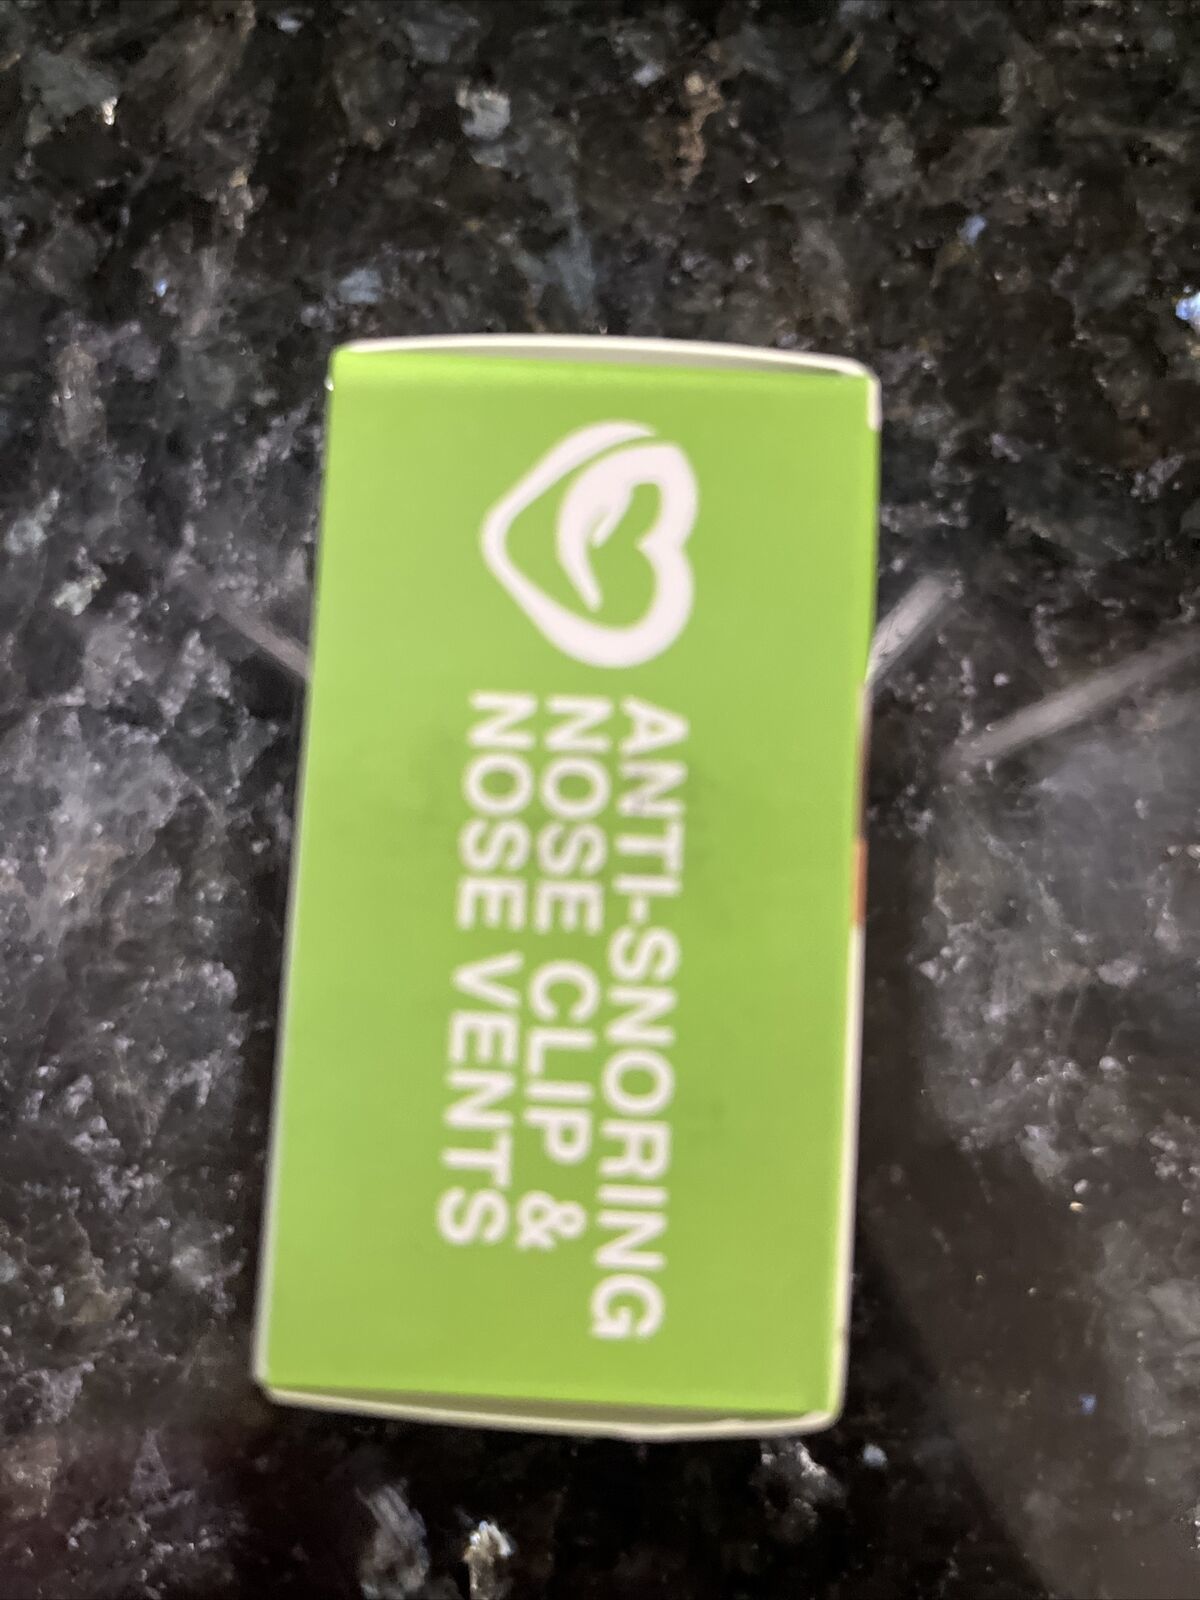 ANTI-SNORING
NOSE CLIP &
NOSE VENTS